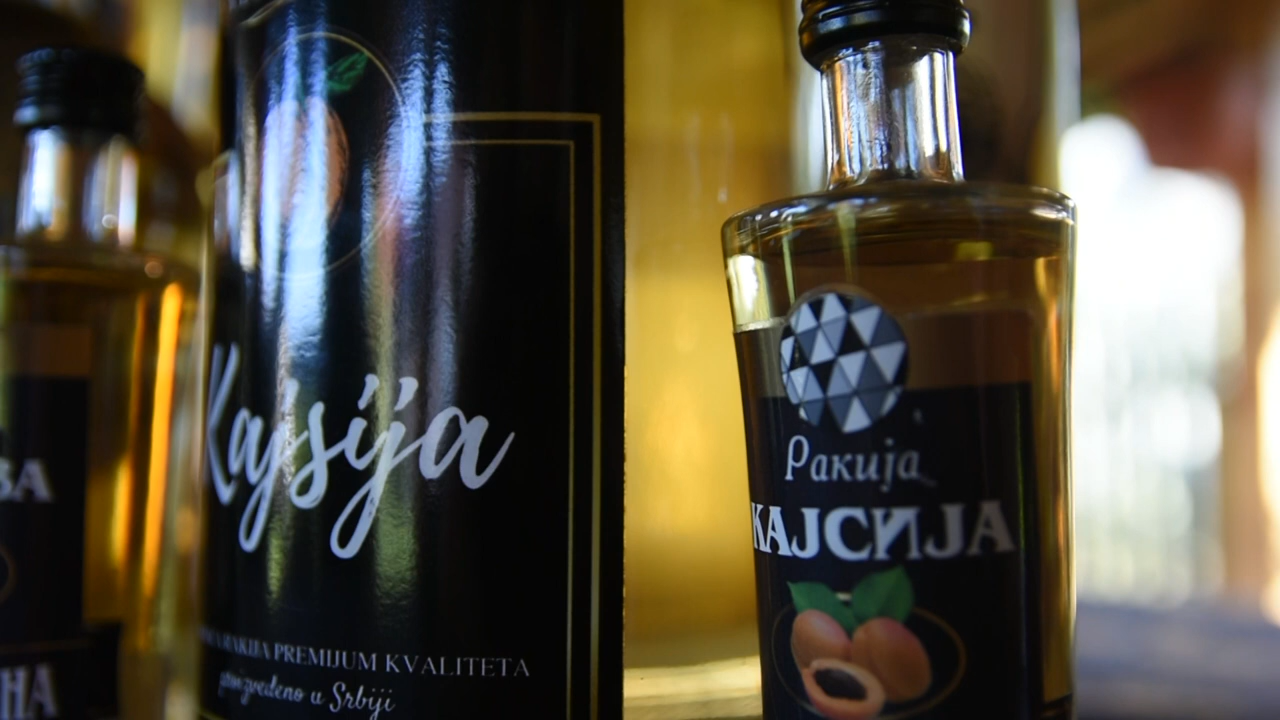 Kajsija
RAKIJA PREMIJUM KVALITETA
proizvedeno u Srbiji
Ракија
КАЈСИЈА